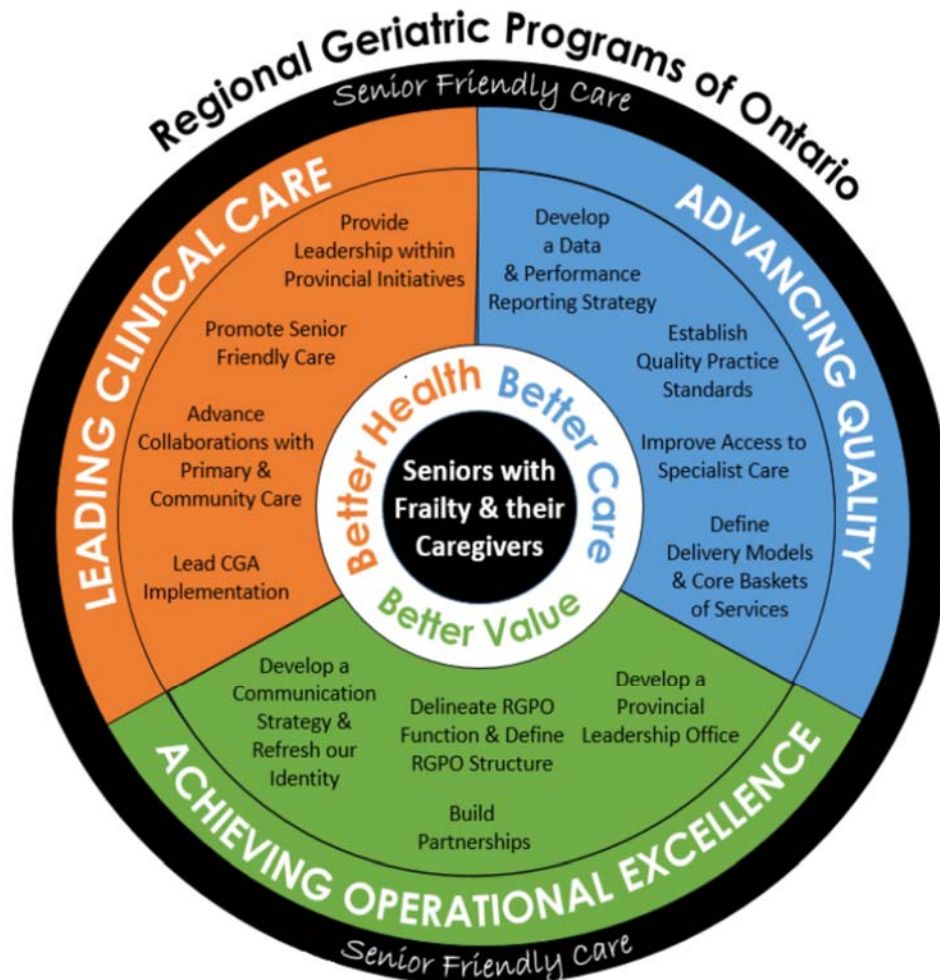 Regional Geriatric Programs of Ontario
Senior Friendly Care
LEADING CLINICAL CARE
Provide
Leadership within
Provincial Initiatives
Promote Senior
Friendly Care
Advance
Collaborations with
Primary &
Community Care
Lead CGA
Implementation
ADVANCING QUALITY
Develop
a Data
& Performance
Reporting Strategy
Establish
Quality Practice
Standards
Improve Access to
Specialist Care
Define
Delivery Models
& Core Baskets
of Services
Better Health
Better Care
Better Value
Seniors with
Frailty & their
Caregivers
Develop a
Communication
Strategy &
Refresh our
Identity
Delineate RGPO
Function & Define
RGPO Structure
Develop a
Provincial
Leadership Office
Build
Partnerships
ACHIEVING OPERATIONAL EXCELLENCE
Senior Friendly Care